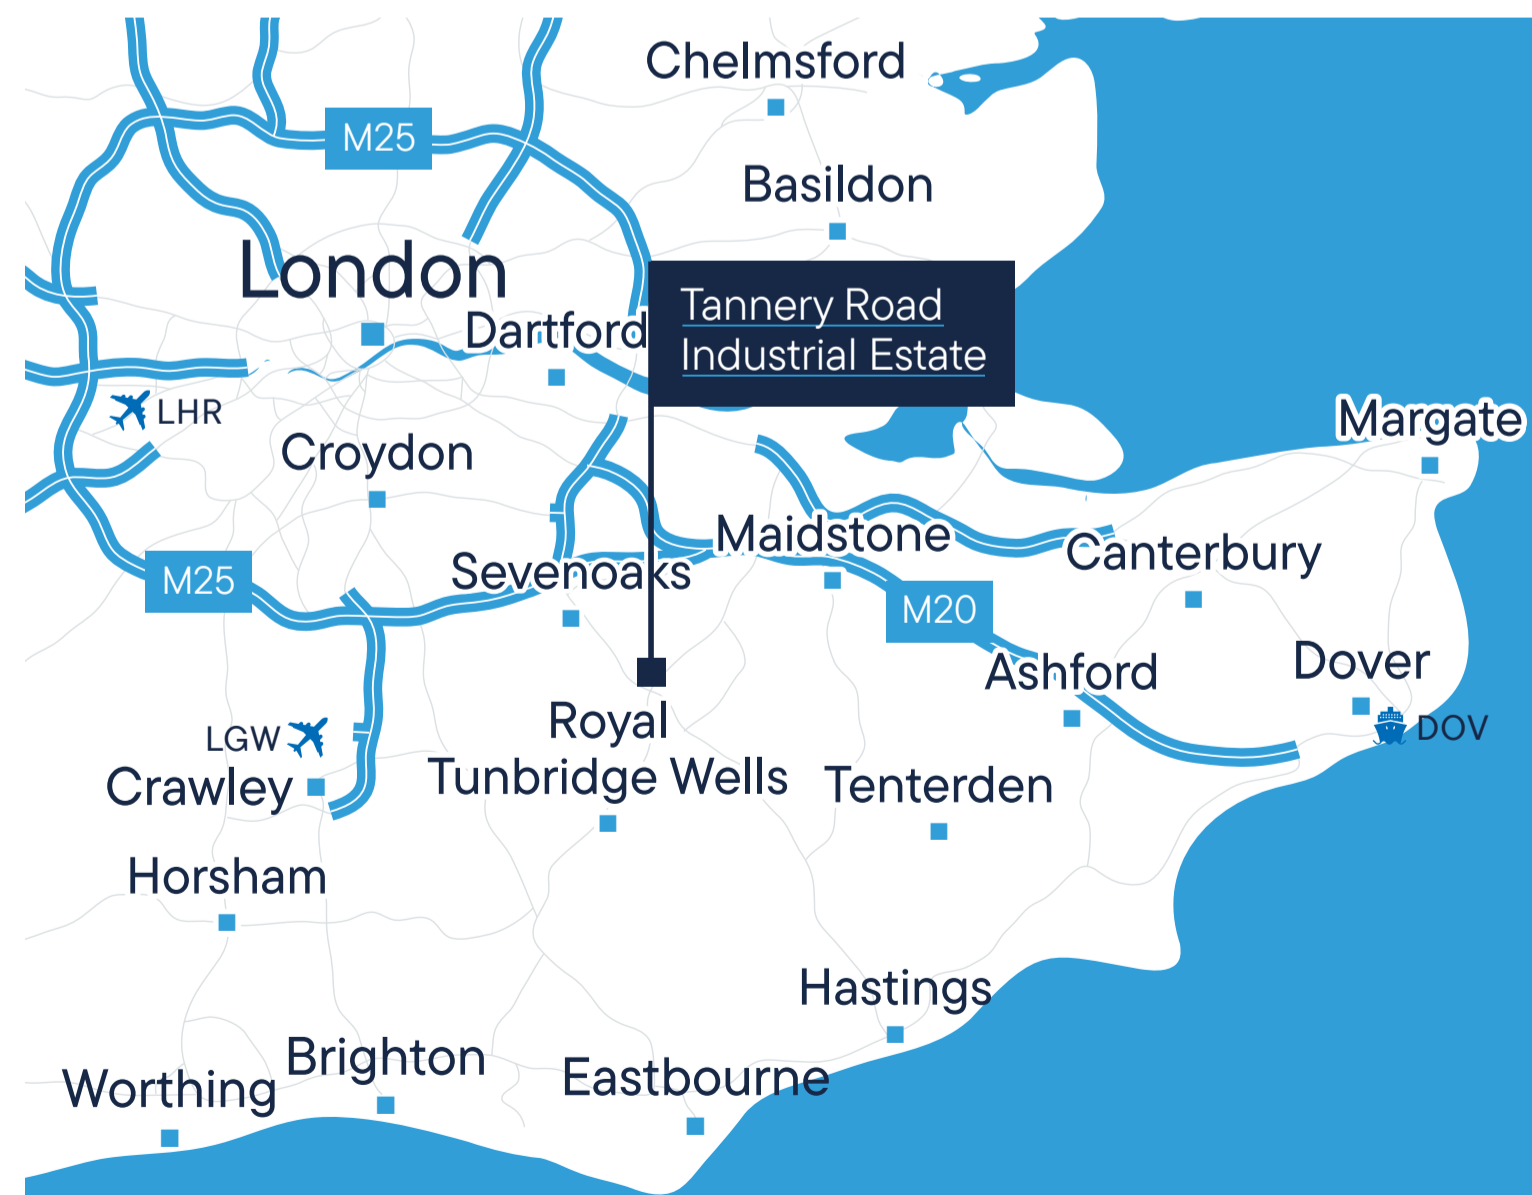 Chelmsford
M25
Basildon
London
Tannery Road
Industrial Estate
Dartford
LHR
Margate
Croydon
Maidstone
Canterbury
Sevenoaks
M25
M20
Ashford
Dover
Royal
Tunbridge Wells
LGW
DOV
Crawley
Tenterden
Horsham
Hastings
Brighton
Eastbourne
Worthing